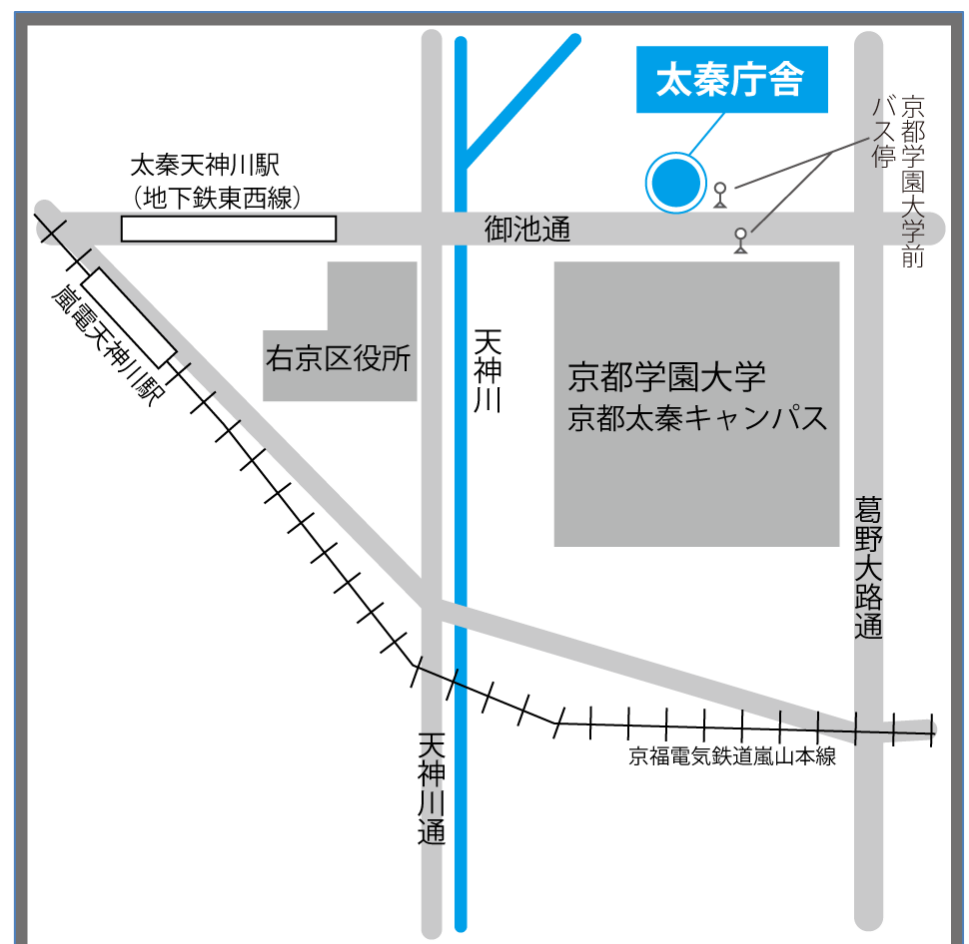 太秦庁舎
京都学園大学前
バス停
太秦天神川駅
（地下鉄東西線）
御池通
嵐電天神川駅
右京区役所
天神川
京都学園大学
京都太秦キャンパス
葛野大路通
天神川通
京福電気鉄道嵐山本線